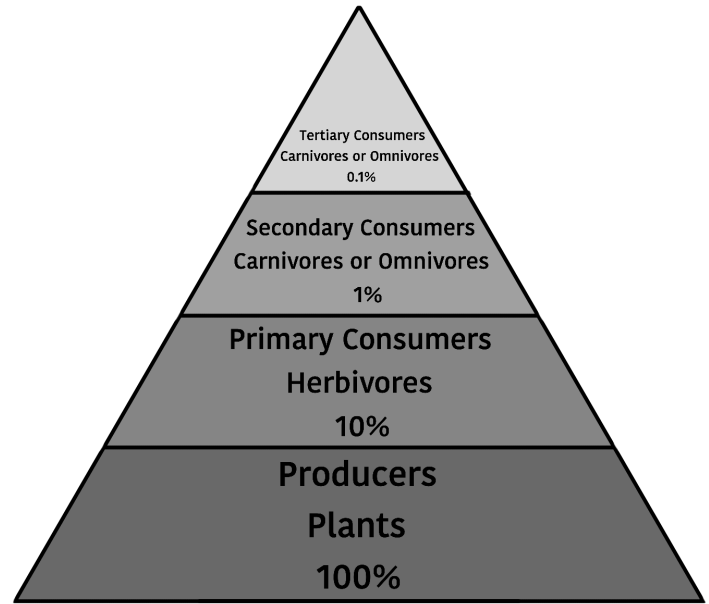 Tertiary Consumers
Carnivores or Omnivores
0.1%
Secondary Consumers
Carnivores or Omnivores
1%
Primary Consumers
Herbivores
10%
Producers
Plants
100%